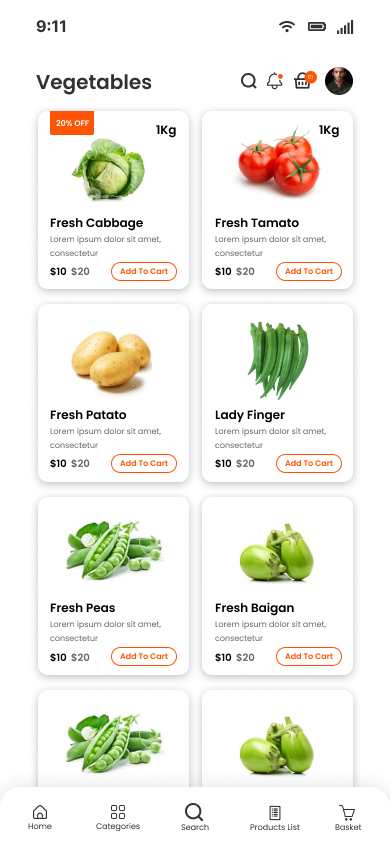 9:11
Vegetables
01
20% OFF
1Kg
1Kg
Fresh Cabbage
Lorem ipsum dolor sit amet,
consectetur
$10 $20
Add To Cart
Fresh Tamato
Lorem ipsum dolor sit amet,
consectetur
$10 $20
Add To Cart
Fresh Patato
Lorem ipsum dolor sit amet,
consectetur
$10 $20
Add To Cart
Lady Finger
Lorem ipsum dolor sit amet,
consectetur
$10 $20
Add To Cart
Fresh Peas
Lorem ipsum dolor sit amet,
consectetur
$10 $20
Add To Cart
Fresh Baigan
Lorem ipsum dolor sit amet,
consectetur
$10 $20
Add To Cart
Home
Categories
Search
Products List
Basket